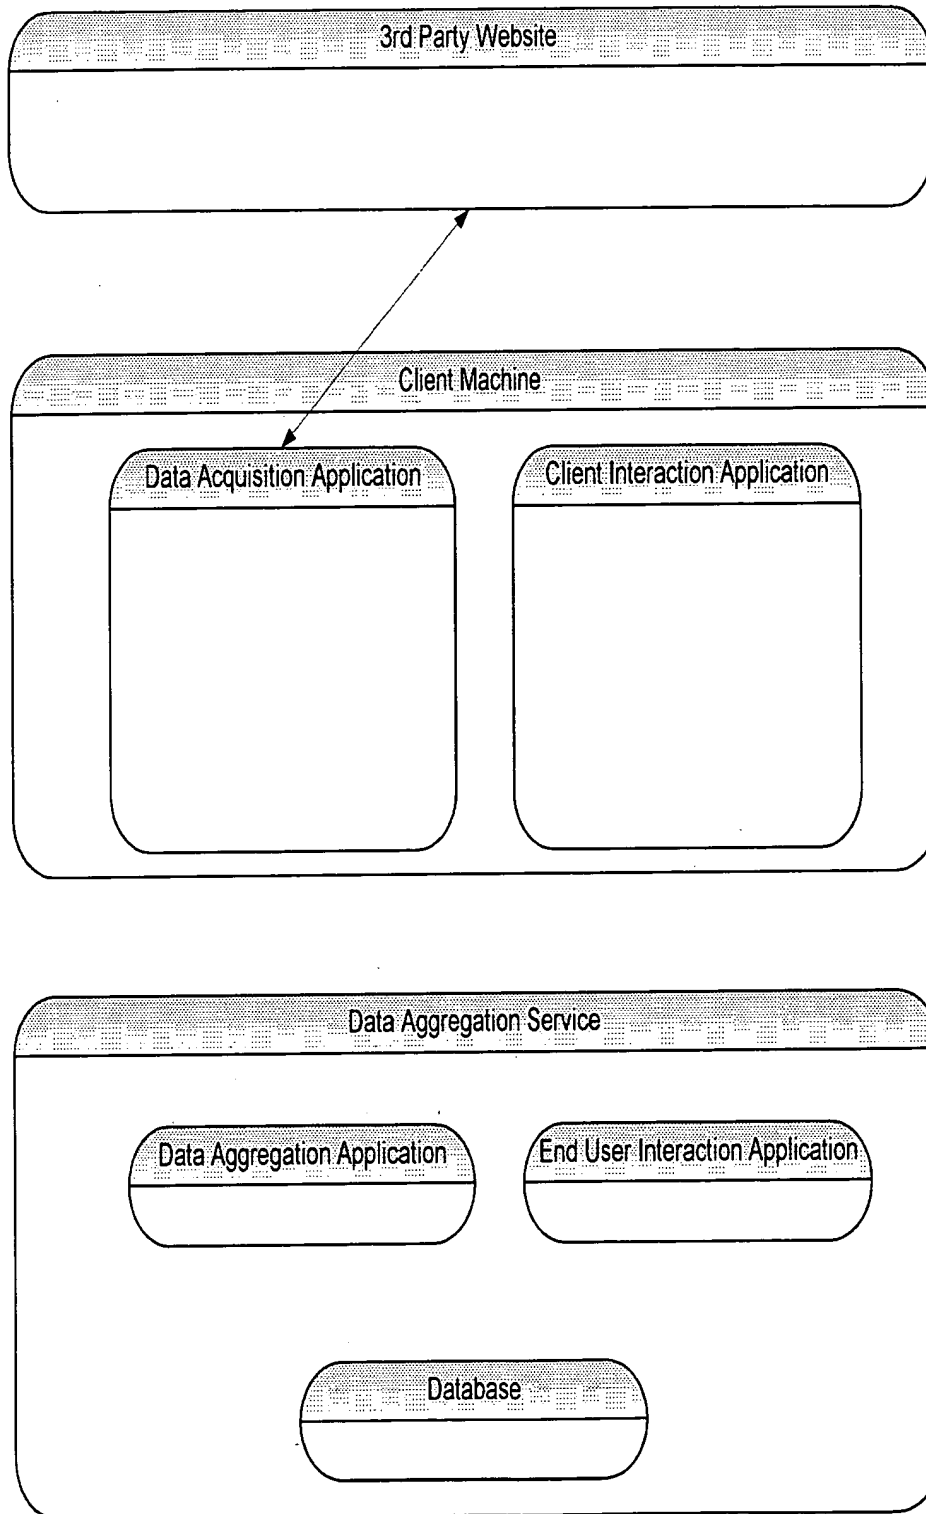 3rd Party Website
Client Machine
Data Acquisition Application
Client Interaction Application
Data Aggregation Service
Data Aggregation Application
End User Interaction Application
Database